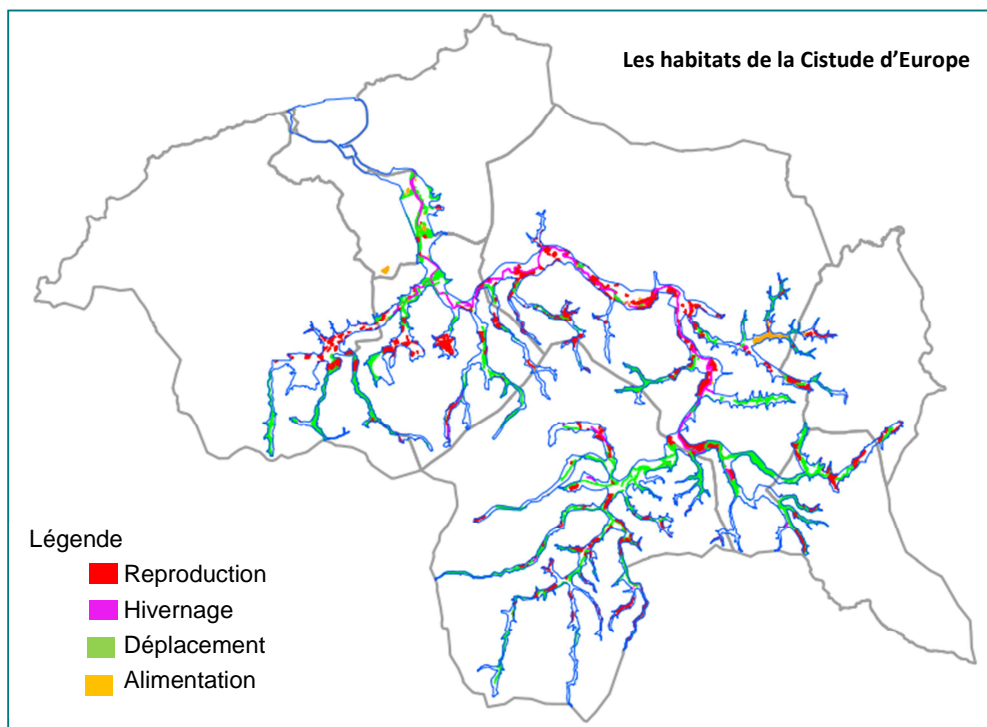 Les habitats de la Cistude d’Europe
Légende
Reproduction
Hivernage
Déplacement
Alimentation